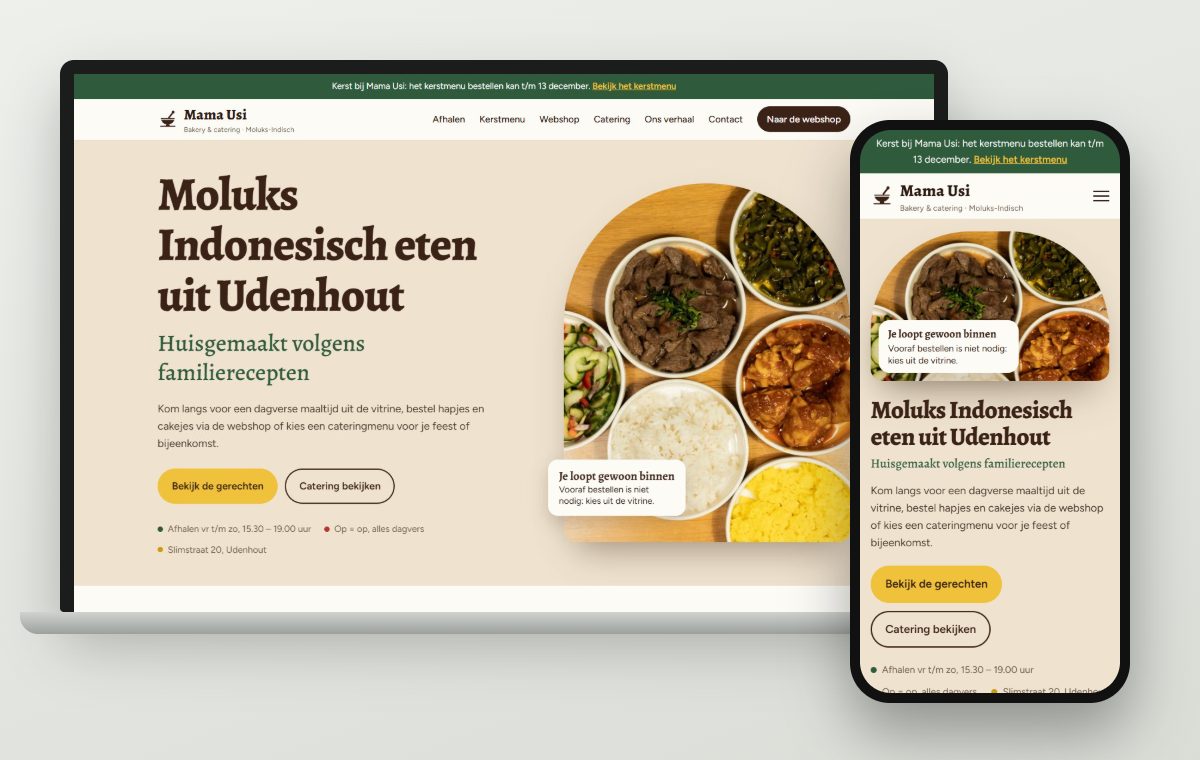 Kerst bij Mama Usi: het kerstmenu bestellen kan t/m 13 december. Bekijk het kerstmenu
Mama Usi
Bakery & catering · Moluks-Indisch
Afhalen Kerstmenu Webshop Catering Ons verhaal Contact Naar de webshop
Moluks
Indonesisch eten
uit Udenhout
Huisgemaakt volgens
familierecepten
Kom langs voor een dagverse maaltijd uit de vitrine, bestel hapjes en
cakejes via de webshop of kies een cateringmenu voor je feest of
bijeenkomst.
Bekijk de gerechten Catering bekijken
Afhalen vr t/m zo, 15.30 – 19.00 uur Op = op, alles dagvers
Slimstraat 20, Udenhout
Je loopt gewoon binnen
Vooraf bestellen is niet
nodig: kies uit de vitrine.
Kerst bij Mama Usi: het kerstmenu bestellen kan t/m
13 december. Bekijk het kerstmenu
Mama Usi
Bakery & catering · Moluks-Indisch
Je loopt gewoon binnen
Vooraf bestellen is niet nodig:
kies uit de vitrine.
Moluks Indonesisch
eten uit Udenhout
Huisgemaakt volgens familierecepten
Kom langs voor een dagverse maaltijd uit de
vitrine, bestel hapjes en cakejes via de webshop
of kies een cateringmenu voor je feest of
bijeenkomst.
Bekijk de gerechten
Catering bekijken
Afhalen vr t/m zo, 15.30 – 19.00 uur
Op = op, alles dagvers Slimstraat 20, Udenhout